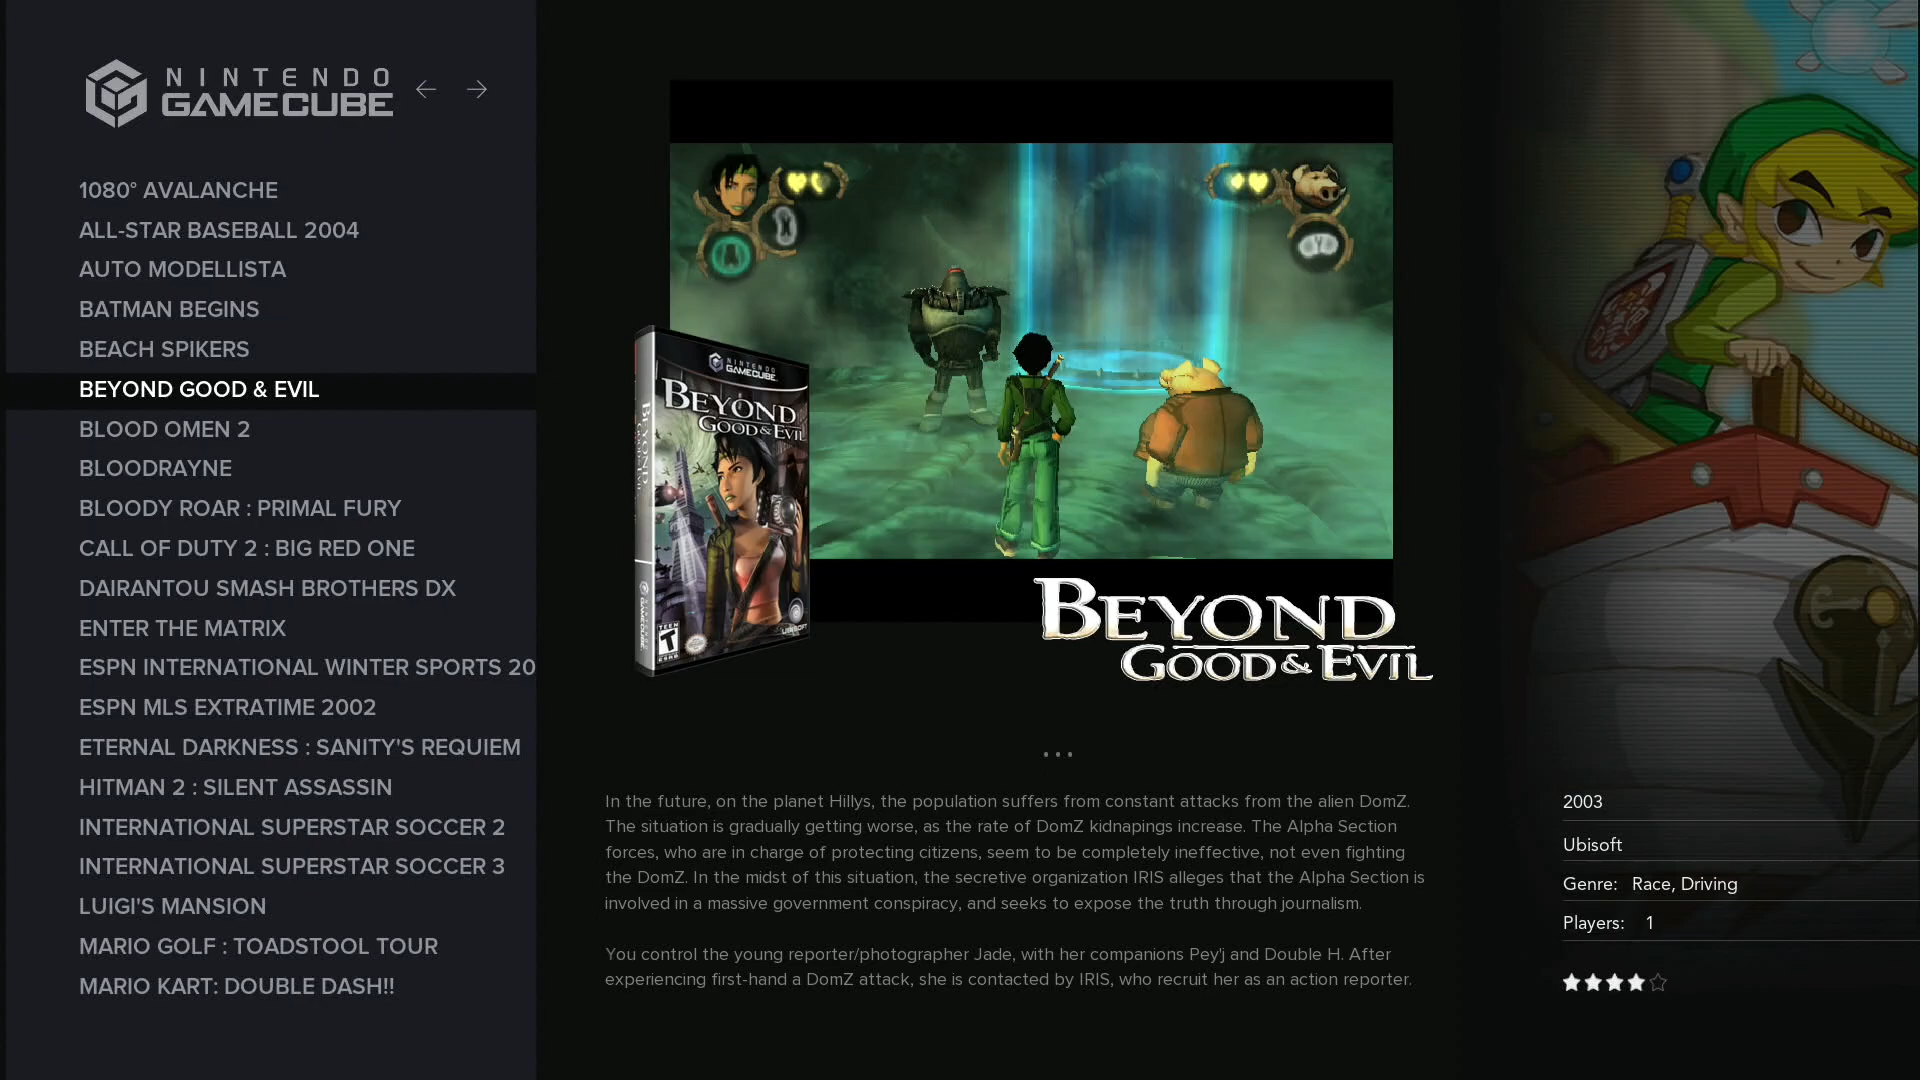 NINTENDO
GAMECUBE
1080° AVALANCHE
ALL-STAR BASEBALL 2004
AUTO MODELLISTA
BATMAN BEGINS
BEACH SPIKERS
BEYOND GOOD & EVIL
BLOOD OMEN 2
BLOODRAYNE
BLOODY ROAR : PRIMAL FURY
CALL OF DUTY 2 : BIG RED ONE
DAIRANTOU SMASH BROTHERS DX
ENTER THE MATRIX
ESPN INTERNATIONAL WINTER SPORTS 20
ESPN MLS EXTRATIME 2002
ETERNAL DARKNESS : SANITY'S REQUIEM
HITMAN 2 : SILENT ASSASSIN
INTERNATIONAL SUPERSTAR SOCCER 2
INTERNATIONAL SUPERSTAR SOCCER 3
LUIGI'S MANSION
MARIO GOLF : TOADSTOOL TOUR
MARIO KART: DOUBLE DASH!!
NINTENDO
GAMECUBE
BEYOND
GOOD & EVIL
TEEN
T
ESRB
UBISOFT
BEYOND
GOOD & EVIL
...
In the future, on the planet Hillys, the population suffers from constant attacks from the alien DomZ.
The situation is gradually getting worse, as the rate of DomZ kidnapings increase. The Alpha Section
forces, who are in charge of protecting citizens, seem to be completely ineffective, not even fighting
the DomZ. In the midst of this situation, the secretive organization IRIS alleges that the Alpha Section is
involved in a massive government conspiracy, and seeks to expose the truth through journalism.
You control the young reporter/photographer Jade, with her companions Pey'j and Double H. After
experiencing first-hand a DomZ attack, she is contacted by IRIS, who recruit her as an action reporter.
2003
Ubisoft
Genre: Race, Driving
Players: 1